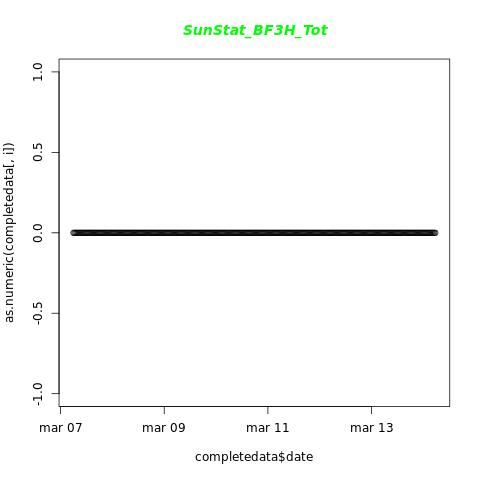 SunStat_BF3H_Tot
as.numeric(completedata[, i])
1.0
0.5
0.0
-0.5
-1.0
mar 07 mar 09 mar 11 mar 13
completedata$date